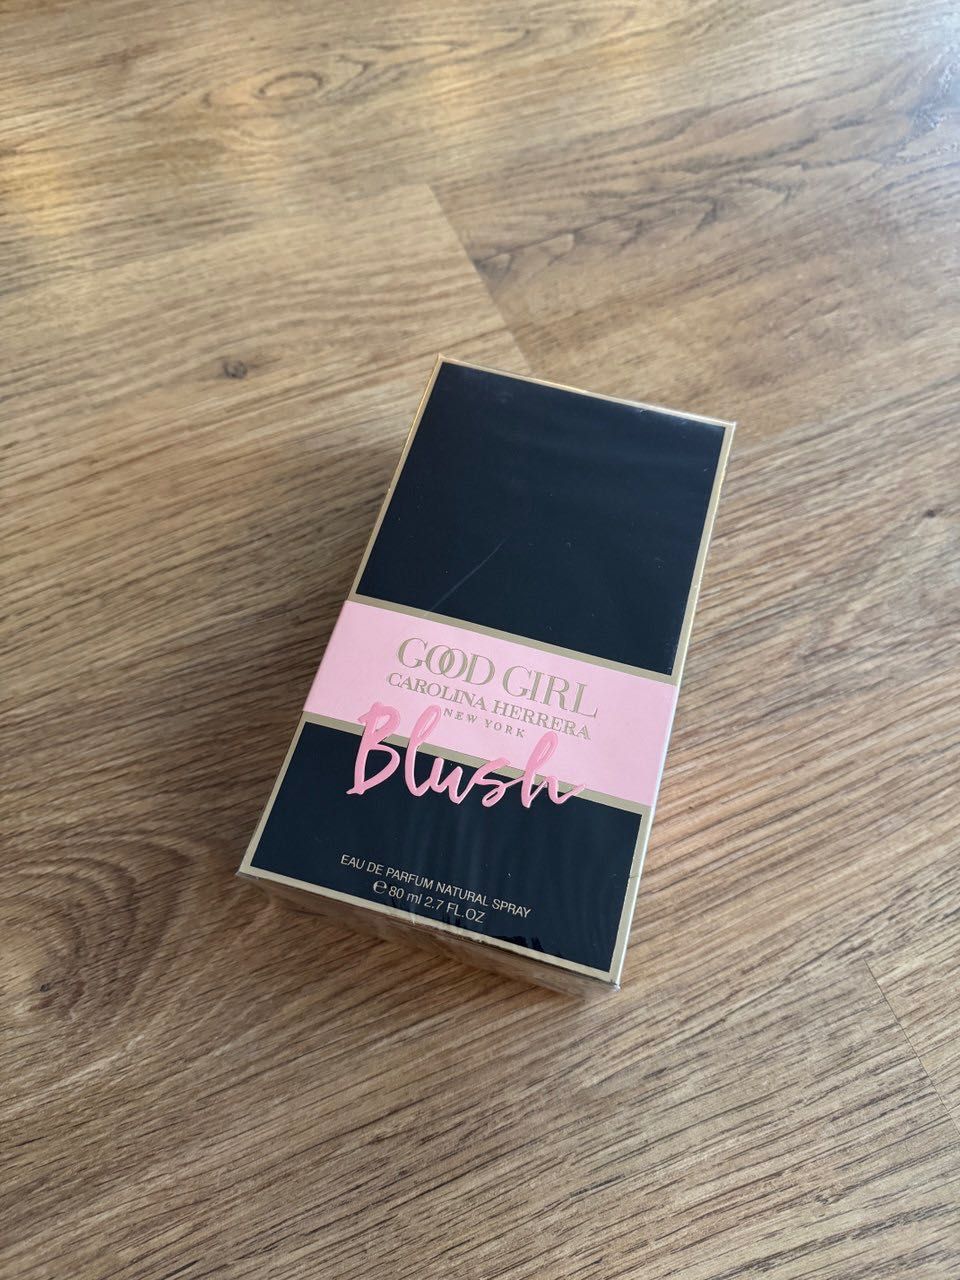 GOOD GIRL
CAROLINA HERRERA
NEW YORK
Blush
EAU DE PARFUM NATURAL SPRAY
℮ 80 ml 2.7 FL.OZ